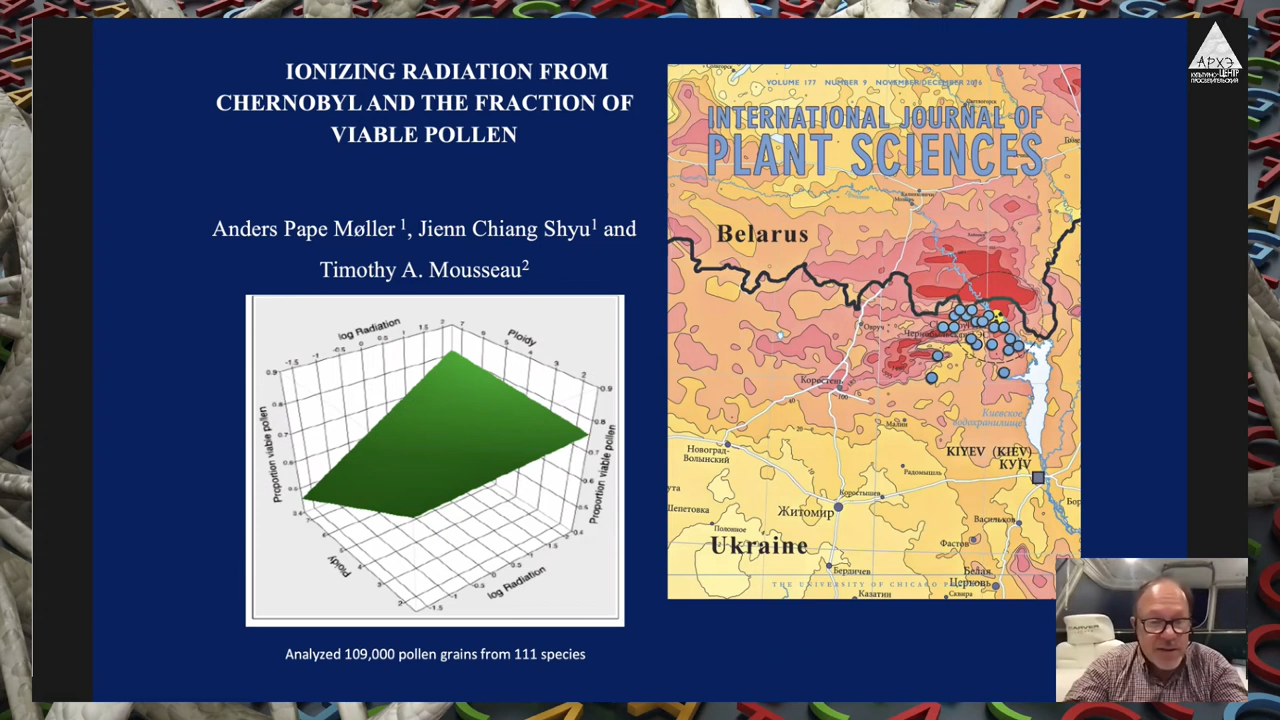 IONIZING RADIATION FROM
CHERNOBYL AND THE FRACTION OF
VIABLE POLLEN
Anders Pape Møller 1, Jienn Chiang Shyu1 and
Timothy A. Mousseau2
log Radiation
Ploidy
Proportion viable pollen
Proportion viable pollen
Ploidy
log Radiation
Analyzed 109,000 pollen grains from 111 species
VOLUME 177 NUMBER 9 NOVEMBER/DECEMBER 2016
INTERNATIONAL JOURNAL OF
PLANT SCIENCES
Belarus
Овруч
Коростень
Киевское
водохранилище
Малин
KIYEV (KIEV)
КУЇV
Новоград-
Волынский
Радомышль
Коростышев
Житомир
Шепетовка
Полонное
Васильков
Фастов
Ukraine
Бердичев
Белая
Церковь
THE UNIVERSITY OF CHICAGO
Казатин
Сквира
АРХЭ
КУЛЬТУРНО-
ПРОСВЕТИТЕЛЬСКИЙ
ЦЕНТР
CARVER